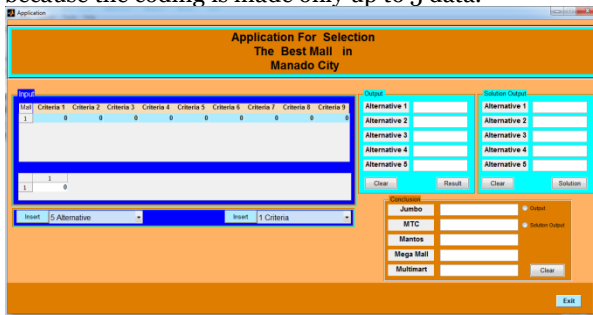 because the coding is made only up to 5 data.
Application
Application For Selection
The Best Mall in
Manado City
Input
Mall Criteria 1 Criteria 2 Criteria 3 Criteria 4 Criteria 5 Criteria 6 Criteria 7 Criteria 8 Criteria 9
1 0 0 0 0 0 0 0 0 0
1
1 0
Insert 5 Alternative Insert 1 Criteria
Output
Alternative 1
Alternative 2
Alternative 3
Alternative 4
Alternative 5
Clear Result
Solution Output
Alternative 1
Alternative 2
Alternative 3
Alternative 4
Alternative 5
Clear Solution
Conclusion
Jumbo
MTC
Mantos
Mega Mall
Multimart
Output
Solution Output
Clear
Exit